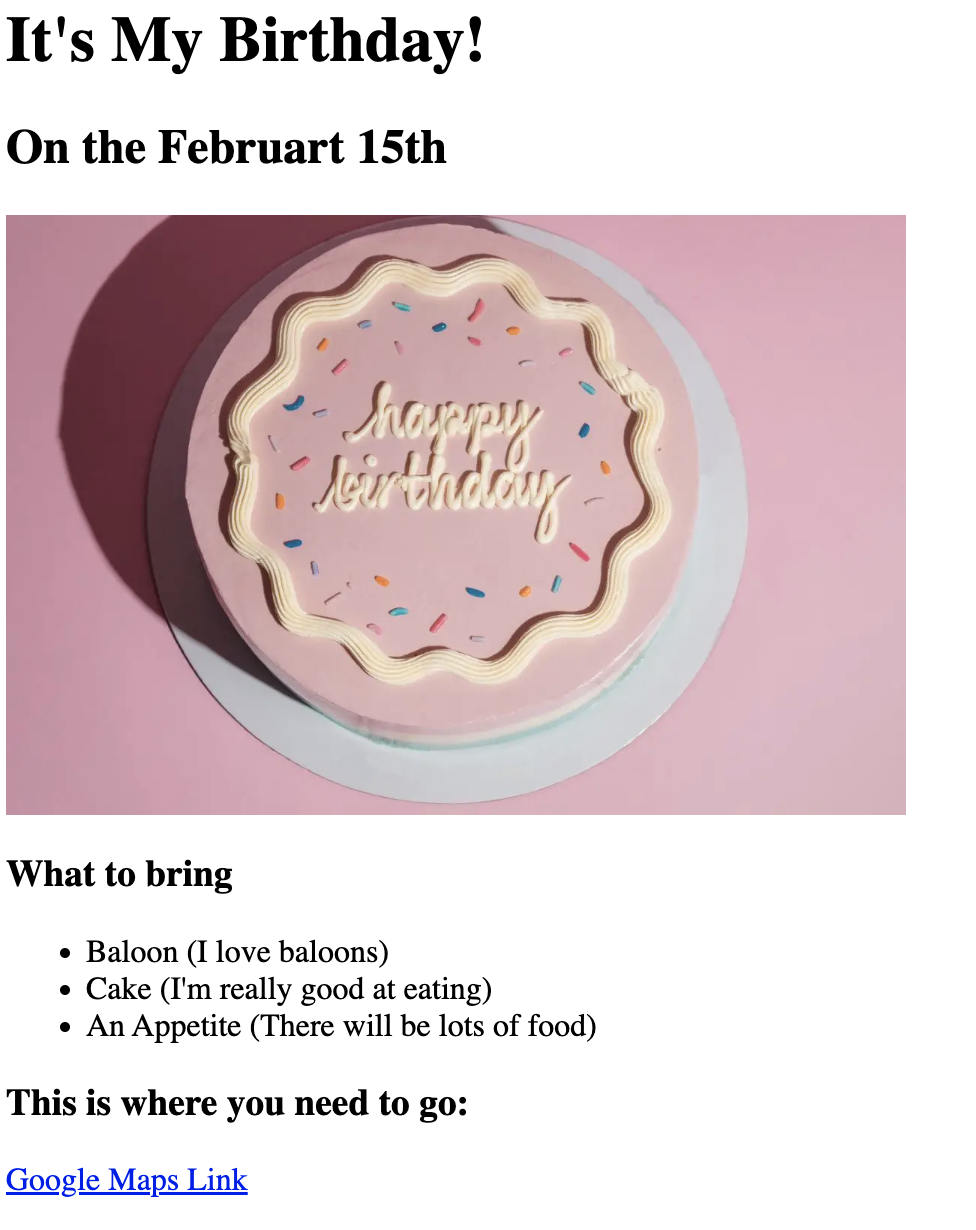 It's My Birthday!
On the Februart 15th
happy
birthday
What to bring
• Baloon (I love baloons)
• Cake (I'm really good at eating)
• An Appetite (There will be lots of food)
This is where you need to go:
Google Maps Link